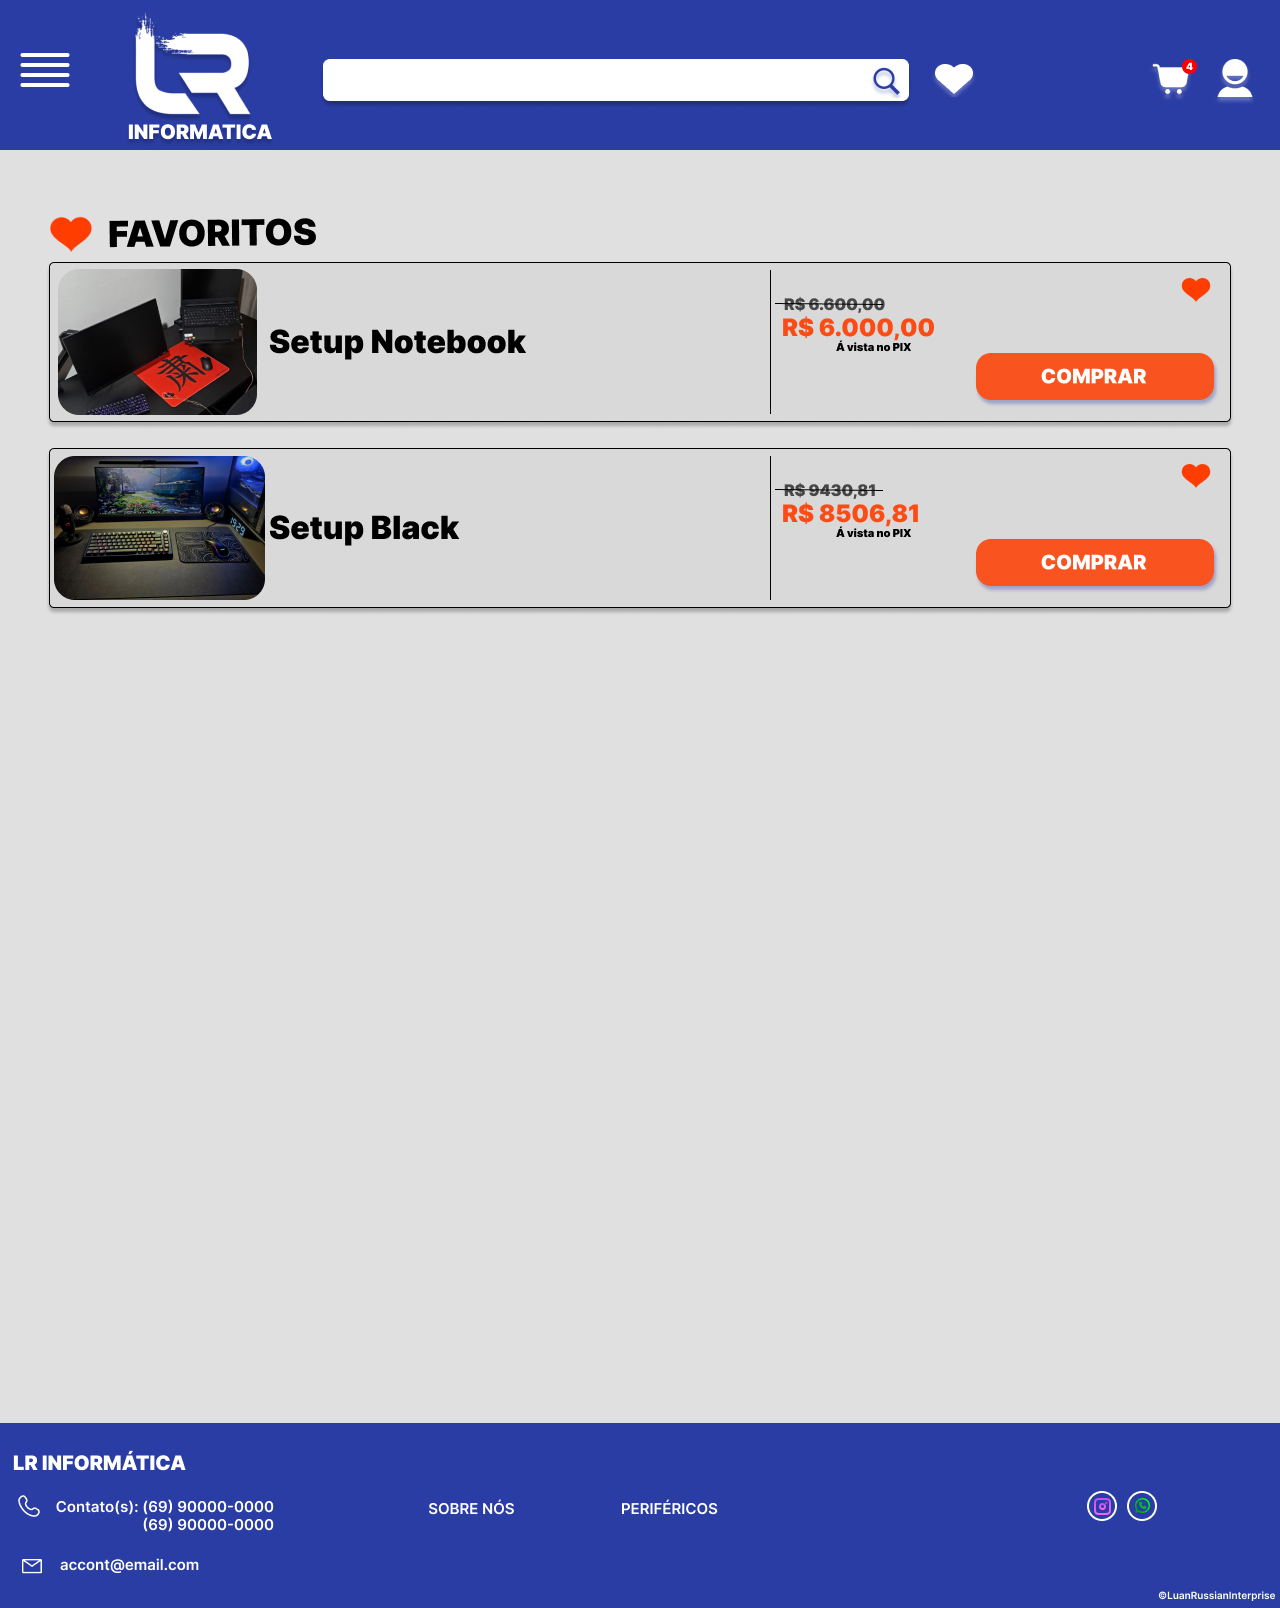 LR
INFORMATICA
4
FAVORITOS
Setup Notebook
R$ 6.600,00
R$ 6.000,00
Á vista no PIX
COMPRAR
19:29
Setup Black
R$ 9430,81
R$ 8506,81
Á vista no PIX
COMPRAR
LR INFORMÁTICA
Contato(s): (69) 90000-0000
(69) 90000-0000
SOBRE NÓS
PERIFÉRICOS
accont@email.com
©LuanRussianInterprise